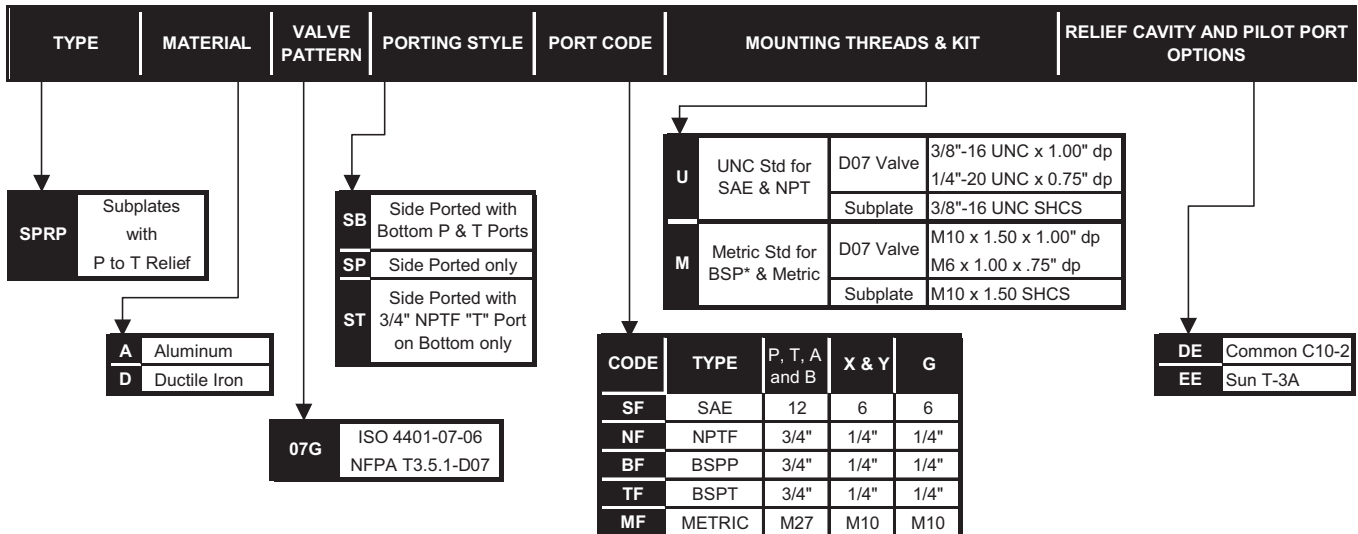 TYPE
MATERIAL
VALVE
PATTERN
PORTING STYLE
PORT CODE
MOUNTING THREADS & KIT
RELIEF CAVITY AND PILOT PORT
OPTIONS
SPRP
Subplates
with
P to T Relief
A Aluminum
D Ductile Iron
07G
ISO 4401-07-06
NFPA T3.5.1-D07
SB
Side Ported with
Bottom P & T Ports
SP Side Ported only
ST
Side Ported with
3/4" NPTF "T" Port
on Bottom only
U
UNC Std for
SAE & NPT
D07 Valve
3/8"-16 UNC x 1.00" dp
1/4"-20 UNC x 0.75" dp
Subplate 3/8"-16 UNC SHCS
M
Metric Std for
BSP* & Metric
D07 Valve
M10 x 1.50 x 1.00" dp
M6 x 1.00 x .75" dp
Subplate M10 x 1.50 SHCS
CODE TYPE P, T, A
and B X & Y G
SF SAE 12 6 6
NF NPTF 3/4" 1/4" 1/4"
BF BSPP 3/4" 1/4" 1/4"
TF BSPT 3/4" 1/4" 1/4"
MF METRIC M27 M10 M10
DE Common C10-2
EE Sun T-3A